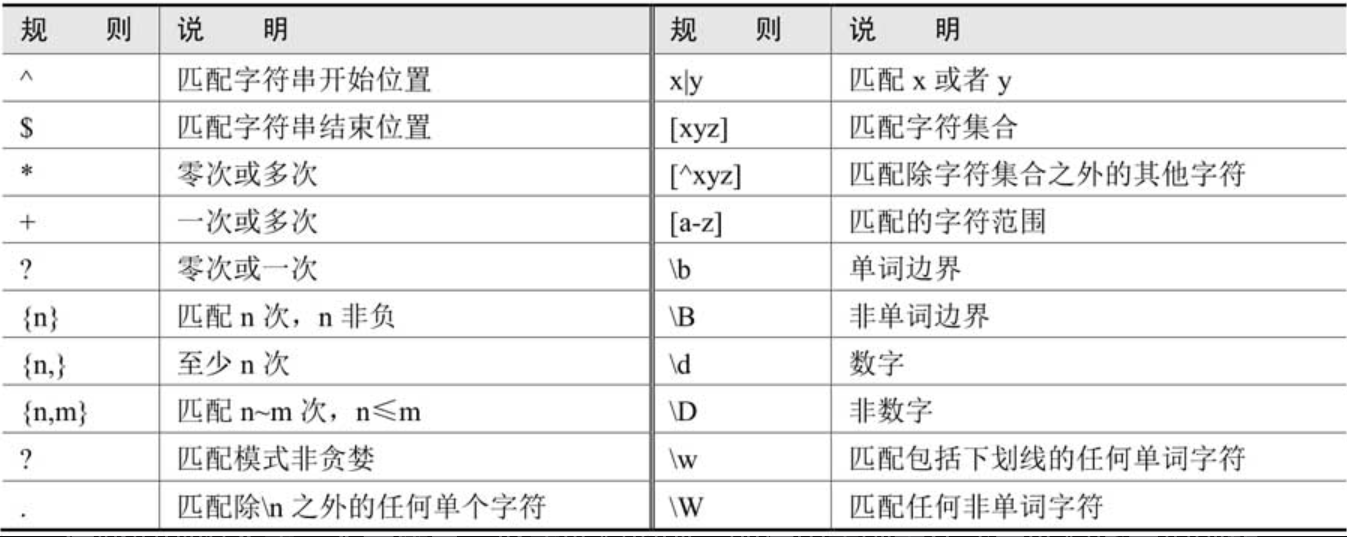 规 则 说 明 规 则 说 明
^ 匹配字符串开始位置 x|y 匹配 x 或者 y
$ 匹配字符串结束位置 [xyz] 匹配字符集合
* 零次或多次 [^xyz] 匹配除字符集合之外的其他字符
+ 一次或多次 [a-z] 匹配的字符范围
? 零次或一次 \b 单词边界
{n} 匹配 n 次，n 非负 \B 非单词边界
{n,} 至少 n 次 \d 数字
{n,m} 匹配 n~m 次，n≤m \D 非数字
? 匹配模式非贪婪 \w 匹配包括下划线的任何单词字符
. 匹配除\n 之外的任何单个字符 \W 匹配任何非单词字符